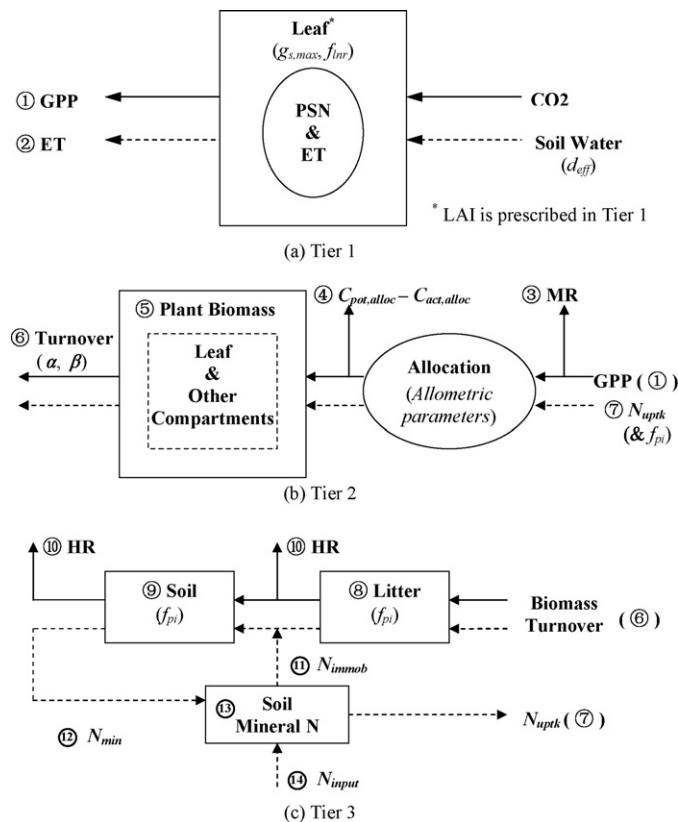 Leaf*
(gs,max, flnr)
① GPP
PSN
&
ET
CO2
② ET
Soil Water
(deff)
* LAI is prescribed in Tier 1
(a) Tier 1
⑤ Plant Biomass
④ Cpot,alloc – Cact,alloc
③ MR
⑥ Turnover
(α, β)
Leaf
&
Other
Compartments
Allocation
(Allometric
parameters)
GPP ( ① )
⑦ Nuptk
(& fpi)
(b) Tier 2
⑩ HR
⑩ HR
⑨ Soil
(fpi)
⑧ Litter
(fpi)
Biomass
Turnover ( ⑥ )
⑪ Nimmob
⑬ Soil
Mineral N
⑫ Nmin
Nuptk ( ⑦ )
⑭ Ninput
(c) Tier 3